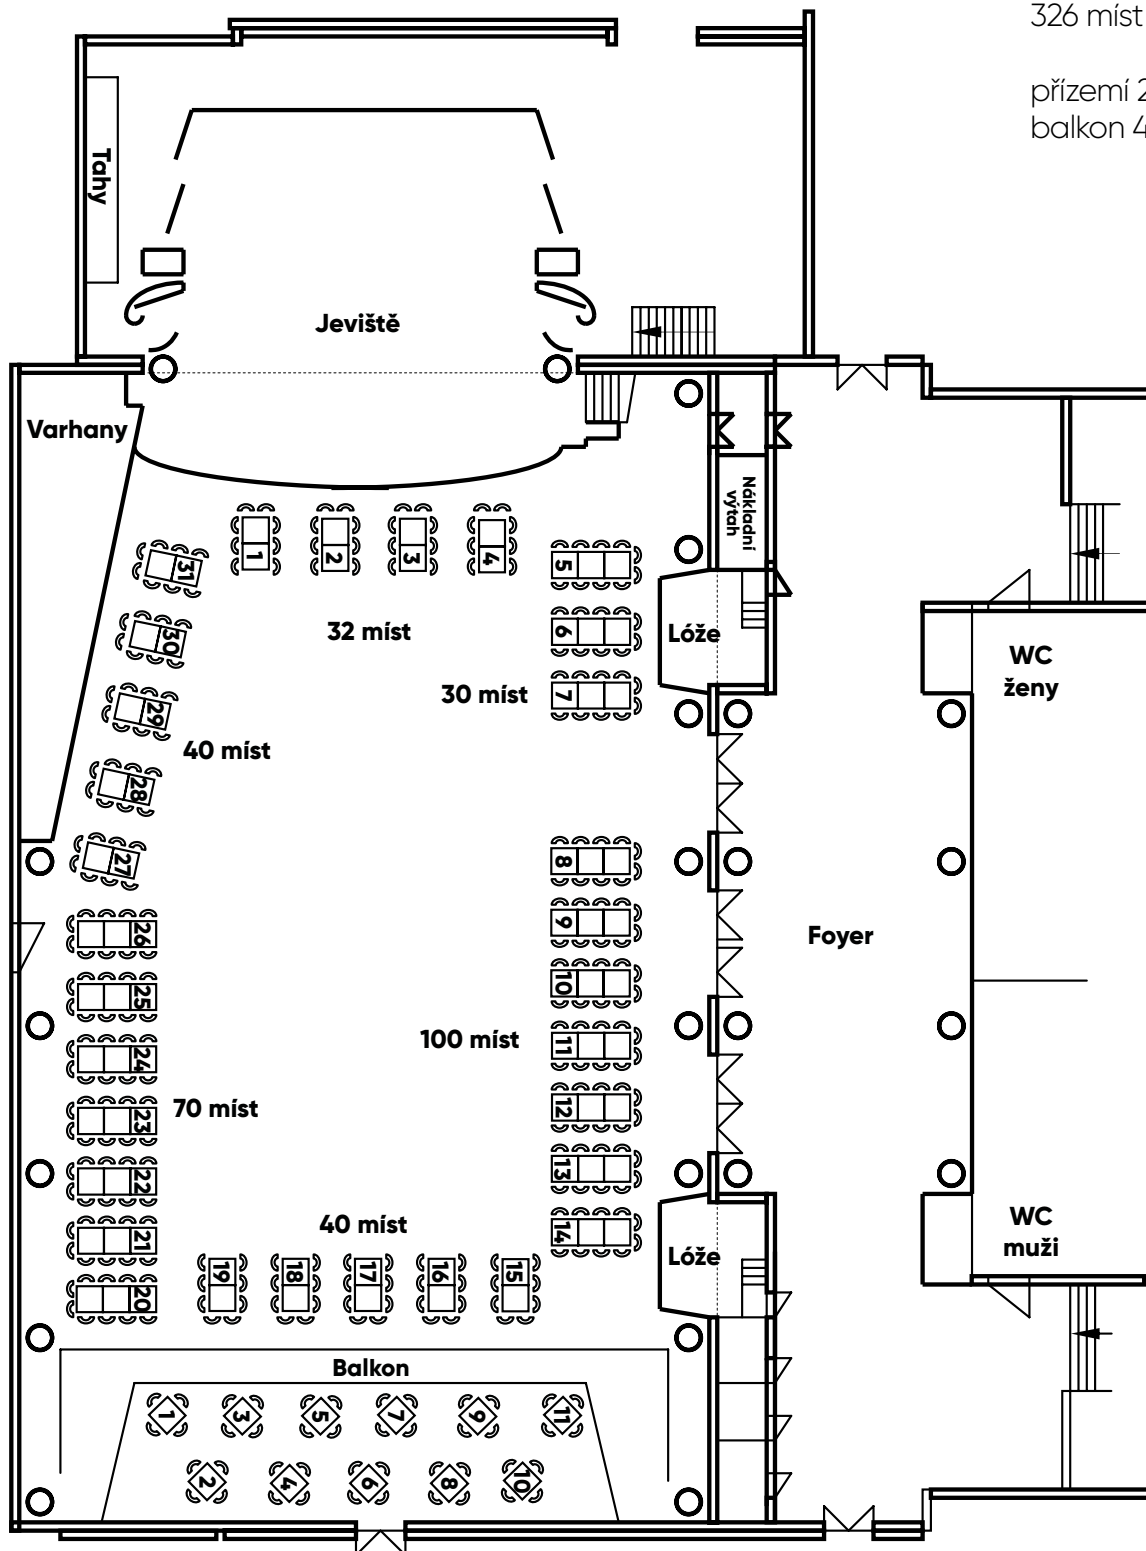 326 míst
přízemí 2
balkon 4
Tahy
Jeviště
Varhany
Nákladní
výtah
1
2
3
4
5
31
30
6
32 míst
Lóže
WC
ženy
7
30 míst
29
40 míst
28
27
8
26
9
Foyer
25
10
24
11
100 míst
23
12
70 míst
22
13
21
14
40 míst
WC
muži
Lóže
20
19
18
17
16
15
Balkon
1
3
5
7
9
11
2
4
6
8
10